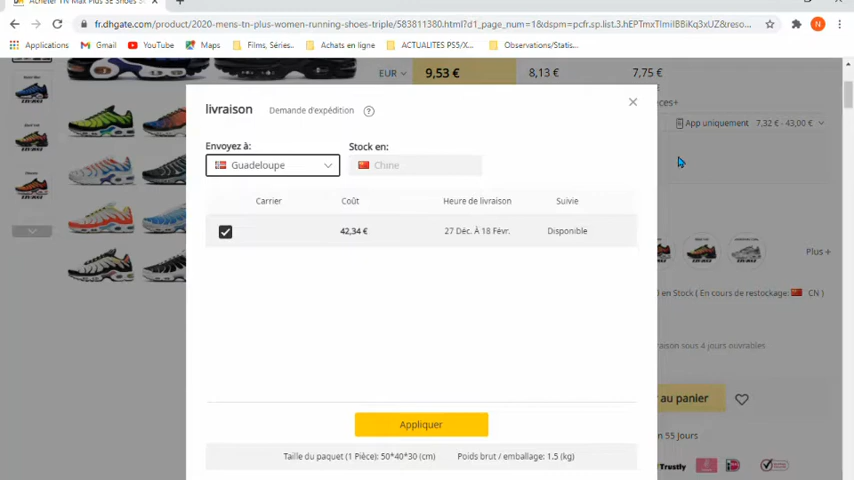 Acheter TN Max Plus SE Shoes S
fr.dhgate.com/product/2020-mens-tn-plus-women-running-shoes-triple/583811380.html?d1_page_num=1&dspm=pcfr.sp.list.3.hEPTmxTlmilBBiKq3xUZ&reso...
N
Applications Gmail YouTube Maps Films, Séries.. Achats en ligne ACTUALITES PS5/X... Observations/Statis...
EUR 9,53 € 8,13 € 7,75 €
livraison Demande d'expédition ?
App uniquement 7,32 € - 43,00 €
Envoyez à: Stock en:
Guadeloupe Chine
Carrier Coût Heure de livraison Suivie
42,34 € 27 Déc. À 18 Févr. Disponible
Plus +
en Stock ( En cours de restockage: CN )
raison sous 4 jours ouvrables
au panier
Appliquer
n 55 jours
Taille du paquet (1 Pièce): 50*40*30 (cm) Poids brut / emballage: 1.5 (kg)
Trustly